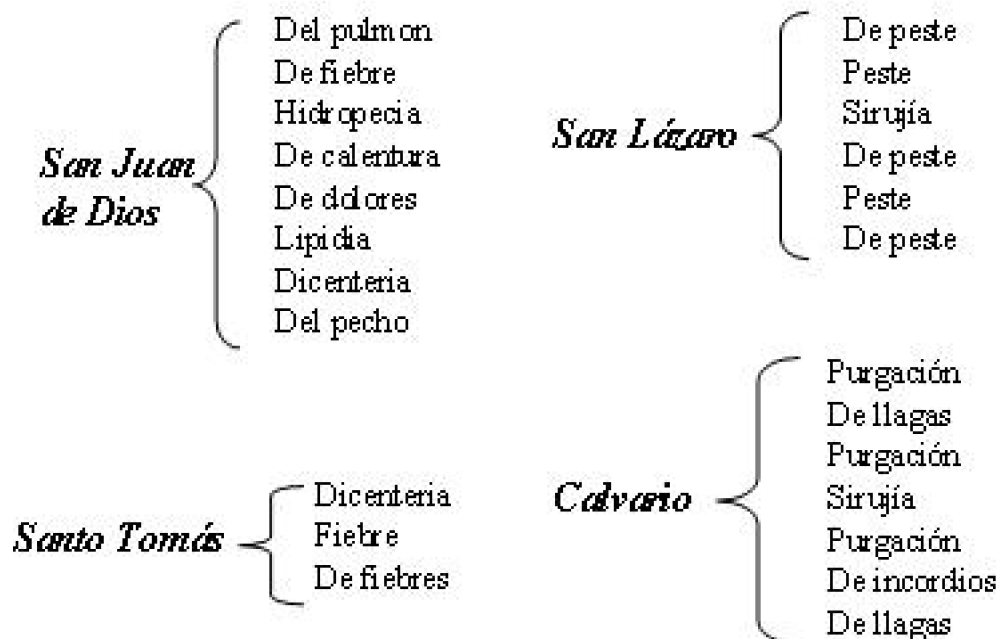 San Juan
de Dios
Del pulmon
De fiebre
Hidropecia
De calentura
De dolores
Lipidia
Dicenteria
Del pecho
San Lázaro
De peste
Peste
Sirujía
De peste
Peste
De peste
Santo Tomás
Dicenteria
Fiebre
De fiebres
Calvario
Purgación
De llagas
Purgación
Sirujía
Purgación
De incordios
De llagas